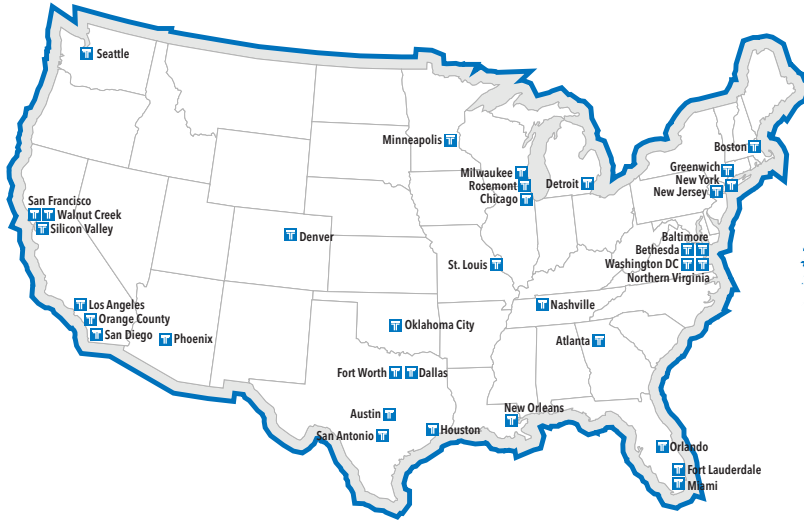 Seattle
Minneapolis
Boston
Milwaukee
Rosemont
Chicago
Detroit
Greenwich
New York
New Jersey
San Francisco
Walnut Creek
Silicon Valley
Denver
Baltimore
Bethesda
Washington DC
Northern Virginia
St. Louis
Los Angeles
Orange County
San Diego
Phoenix
Nashville
Oklahoma City
Atlanta
Fort Worth
Dallas
Austin
San Antonio
Houston
New Orleans
Orlando
Fort Lauderdale
Miami